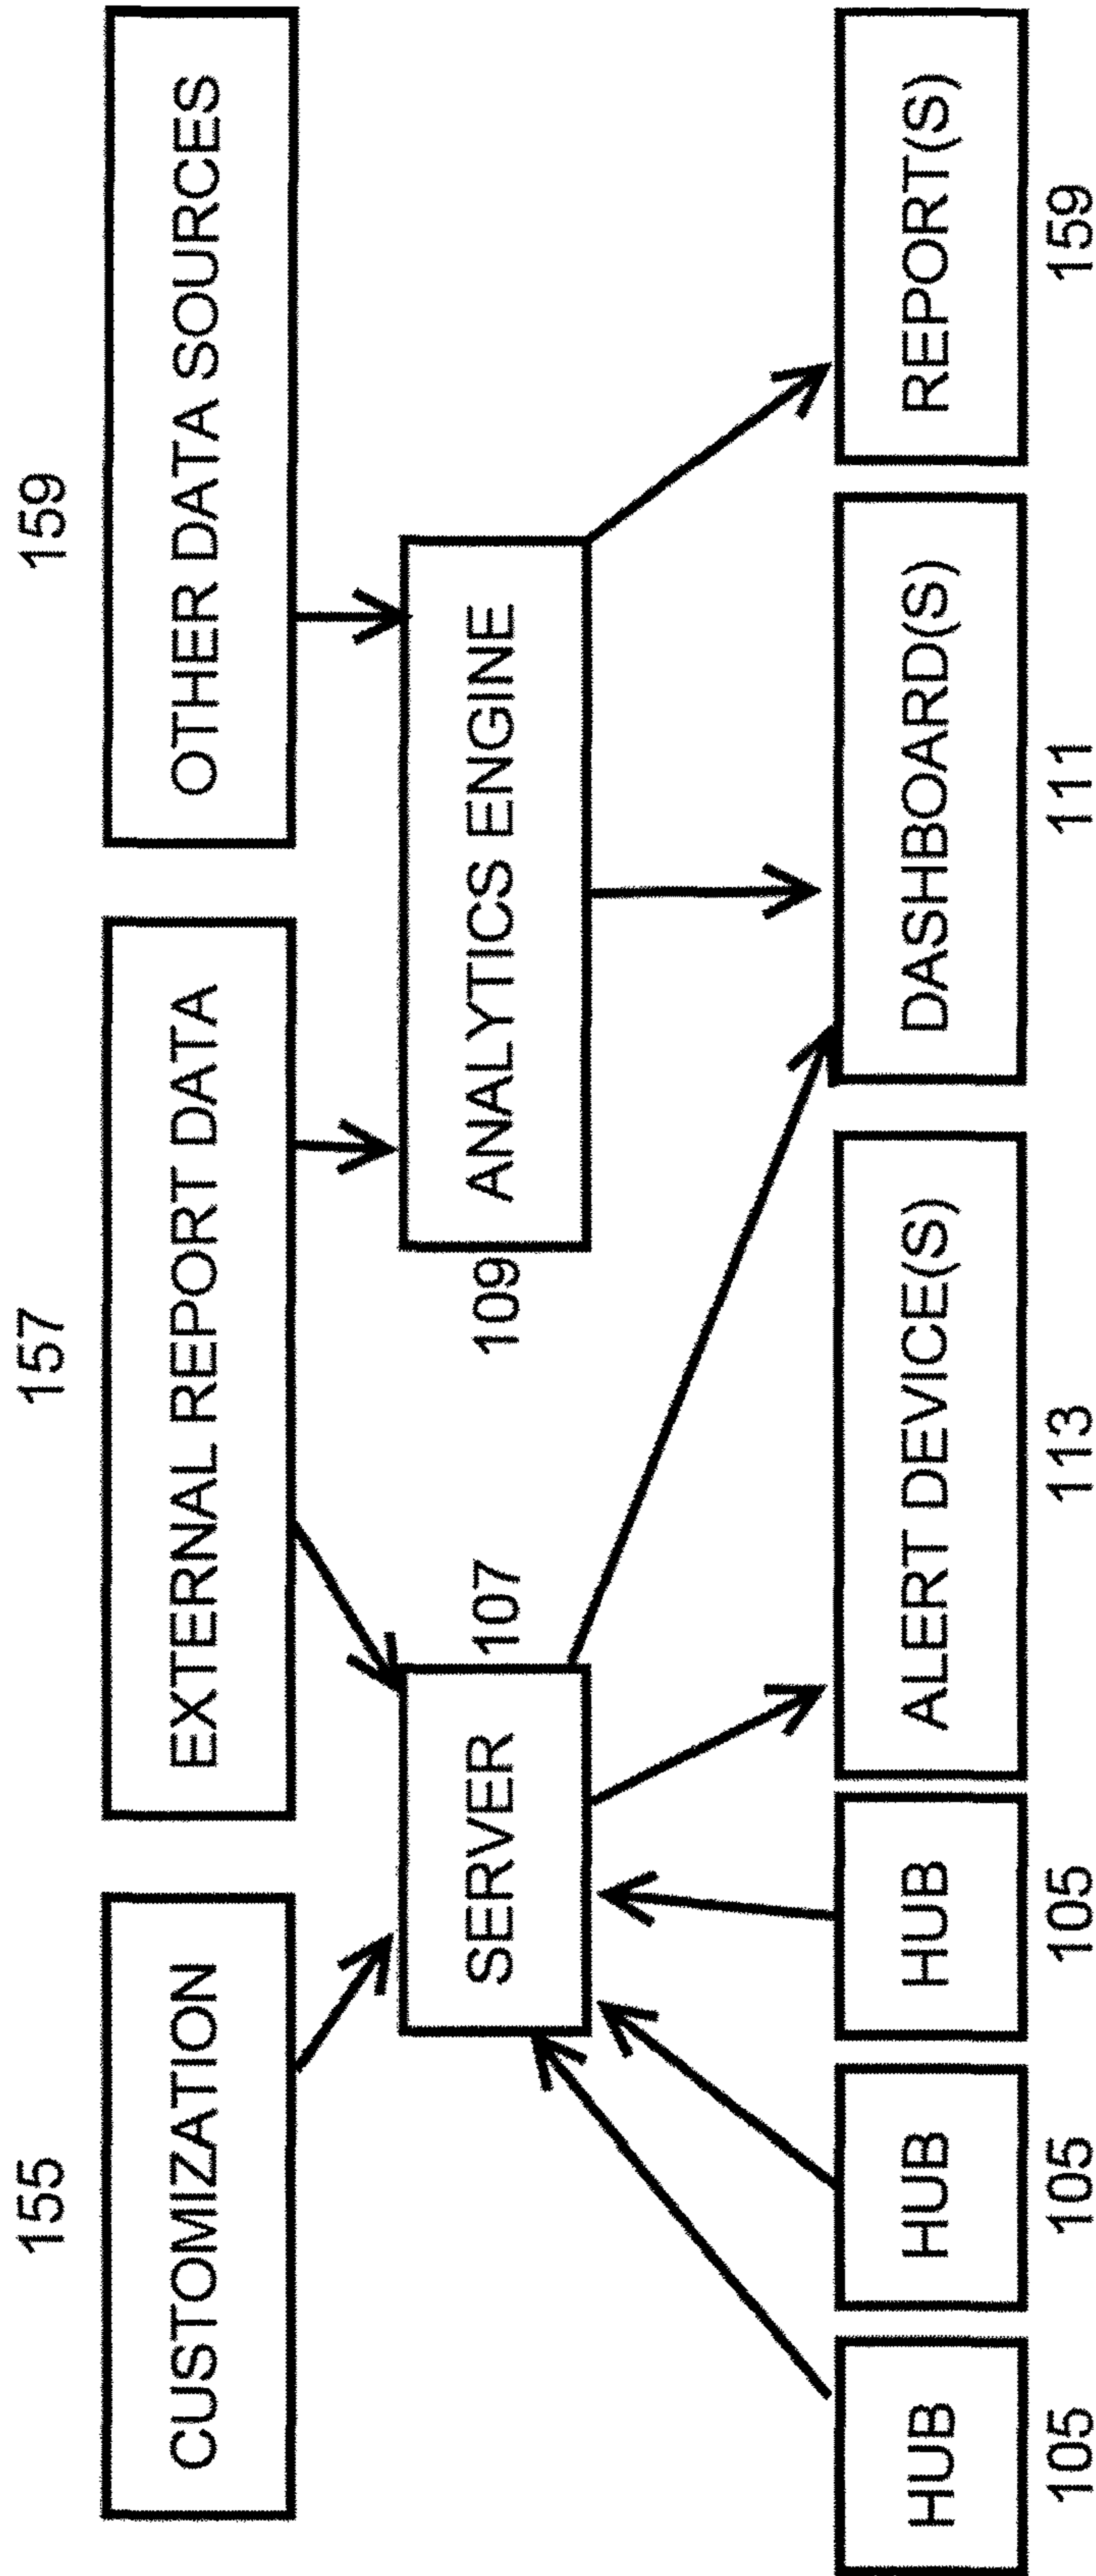 155
157
159
CUSTOMIZATION
EXTERNAL REPORT DATA
OTHER DATA SOURCES
SERVER
107
109
ANALYTICS ENGINE
HUB
HUB
HUB
ALERT DEVICE(S)
DASHBOARD(S)
REPORT(S)
105
105
105
113
111
159